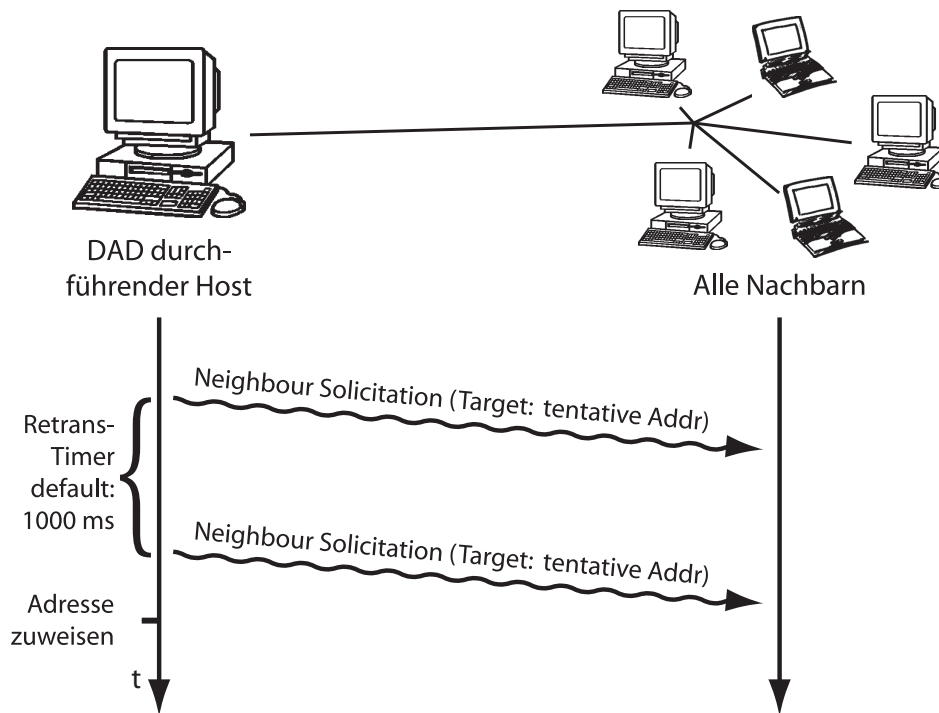 DAD durch-
führender Host
Alle Nachbarn
Neighbour Solicitation (Target: tentative Addr)
Retrans-
Timer
default:
1000 ms
Neighbour Solicitation (Target: tentative Addr)
Adresse
zuweisen
t